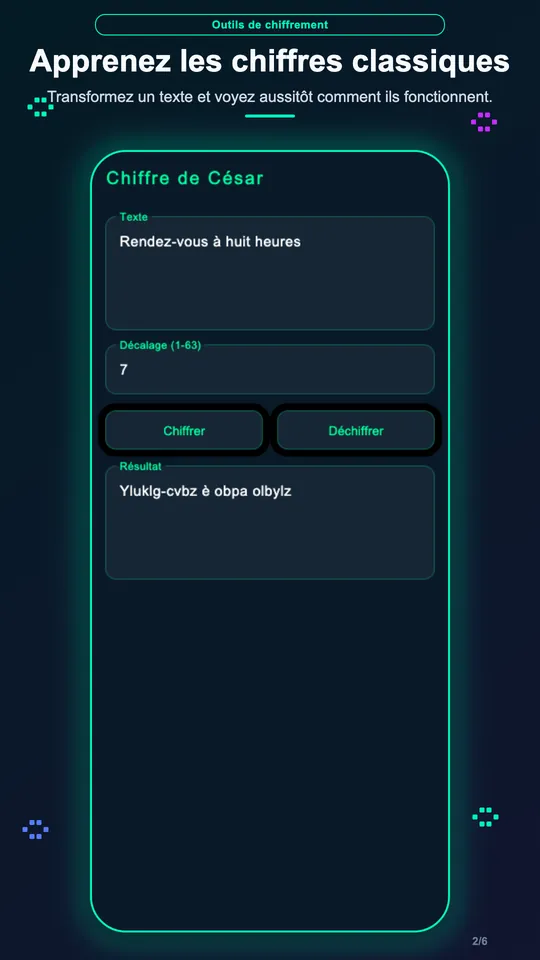 Outils de chiffrement
Apprenez les chiffres classiques
Transformez un texte et voyez aussitôt comment ils fonctionnent.
Chiffre de César
Texte
Rendez-vous à huit heures
Décalage (1-63)
7
Chiffrer
Déchiffrer
Résultat
Yluklg-cvbz è obpa olbylz
2/6